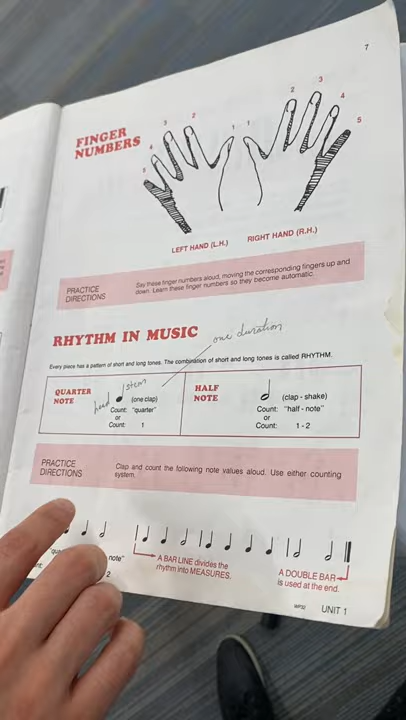 7
FINGER
NUMBERS
5 4 3 2 1 1 2 3 4 5
LEFT HAND (L.H.) RIGHT HAND (R.H.)
PRACTICE
DIRECTIONS
Say these finger numbers aloud, moving the corresponding fingers up and
down. Learn these finger numbers so they become automatic.
RHYTHM IN MUSIC
one duration
Every piece has a pattern of short and long tones. The combination of short and long tones is called RHYTHM.
QUARTER
NOTE
head
stem
(one clap)
Count: "quarter"
or
Count: 1
HALF
NOTE
(clap - shake)
Count: "half - note"
or
Count: 1 - 2
PRACTICE
DIRECTIONS
Clap and count the following note values aloud. Use either counting
system.
note"
2
A BAR LINE divides the
rhythm into MEASURES.
A DOUBLE BAR
is used at the end.
WP32 UNIT 1